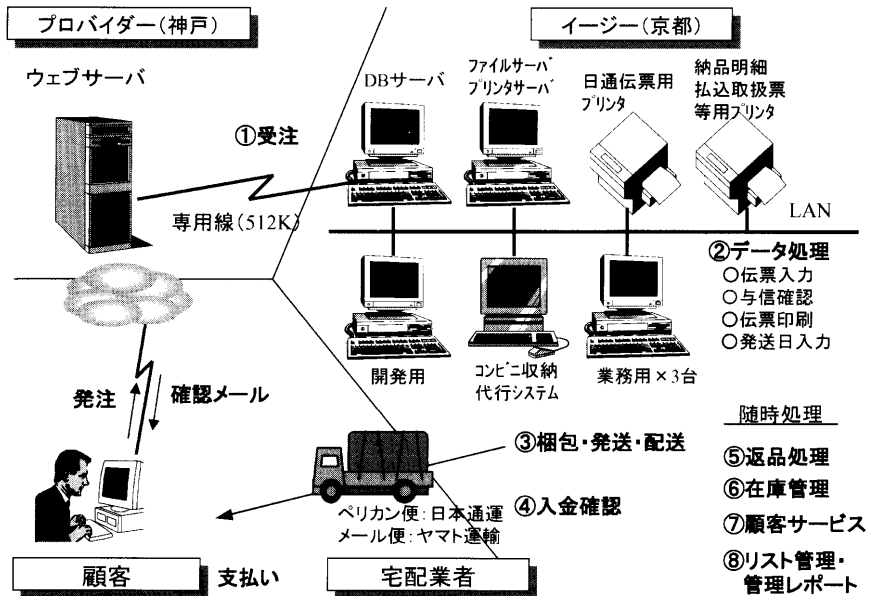 プロバイダー(神戸)
イージー(京都)
ウェブサーバ
DBサーバ
ファイルサーバ
プリンタサーバ
日通伝票用
プリンタ
納品明細
払込取扱票
等用プリンタ
①受注
専用線(512K)
LAN
②データ処理
○伝票入力
○与信確認
○伝票印刷
○発送日入力
開発用
コンビニ収納
代行システム
業務用×3台
発注
確認メール
随時処理
③梱包・発送・配送
④入金確認
⑤返品処理
⑥在庫管理
⑦顧客サービス
⑧リスト管理・
管理レポート
ペリカン便:日本通運
メール便:ヤマト運輸
顧客
支払い
宅配業者